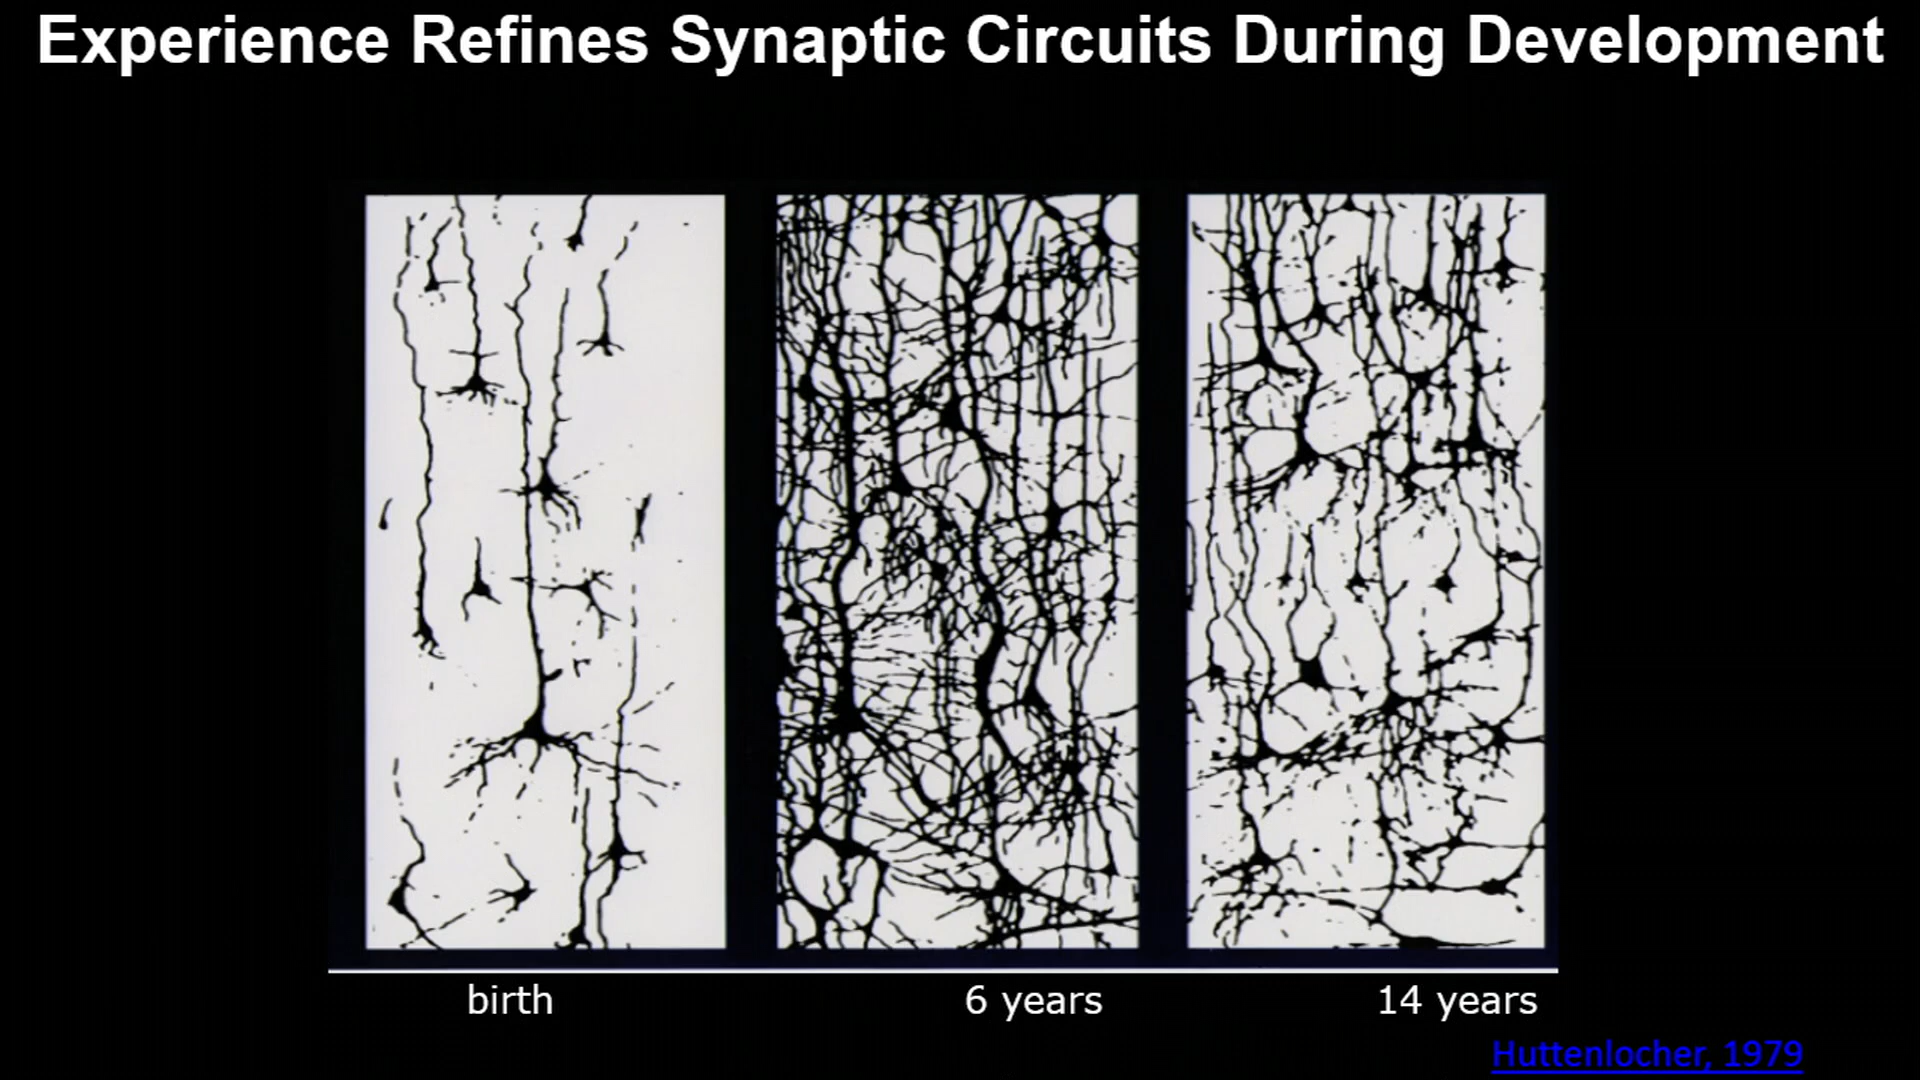 Experience Refines Synaptic Circuits During Development
birth
6 years
14 years
Huttenlocher, 1979